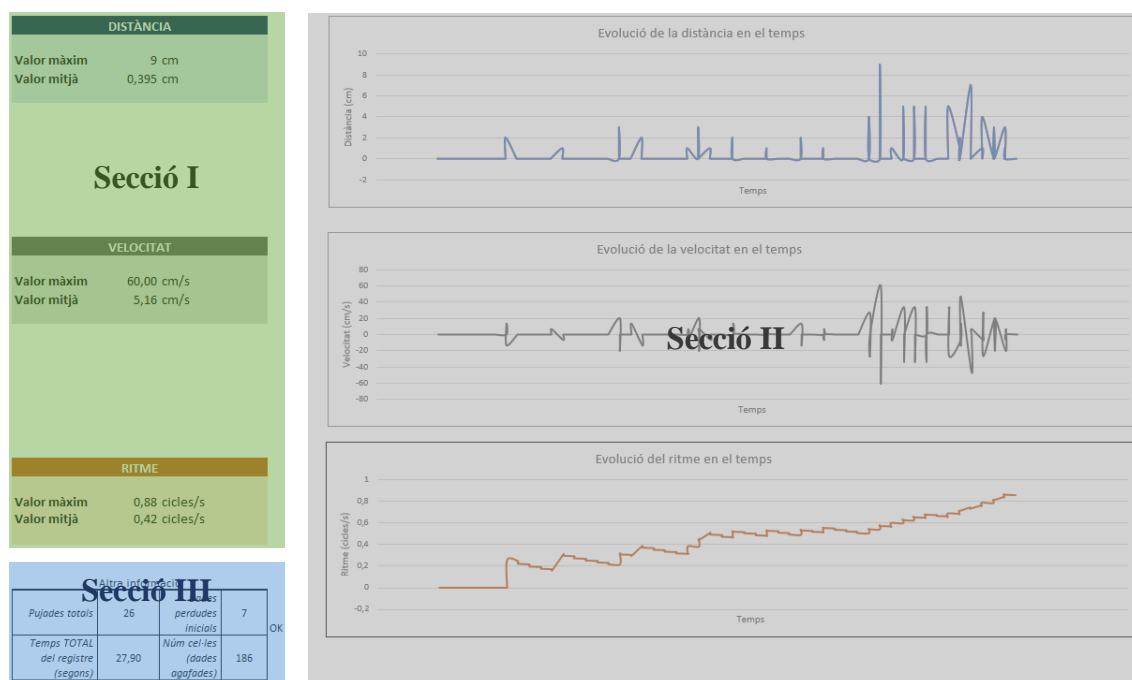 DISTÀNCIA
Valor màxim 9 cm
Valor mitjà 0,395 cm
Secció I
VELOCITAT
Valor màxim 60,00 cm/s
Valor mitjà 5,16 cm/s
RITME
Valor màxim 0,88 cicles/s
Valor mitjà 0,42 cicles/s
Secció III
Altra informació
Pujades totals 26
perdudes
inicials
7
OK
Temps TOTAL
del registre
(segons)
27,90
Núm cel·les
(dades
agafades)
186
Evolució de la distància en el temps
Distància (cm)
10
8
6
4
2
0
-2
Temps
Evolució de la velocitat en el temps
Velocitat (cm/s)
80
60
40
20
0
-20
-40
-60
-80
Secció II
Temps
Evolució del ritme en el temps
Ritme (cicles/s)
1
0,8
0,6
0,4
0,2
0
-0,2
Temps